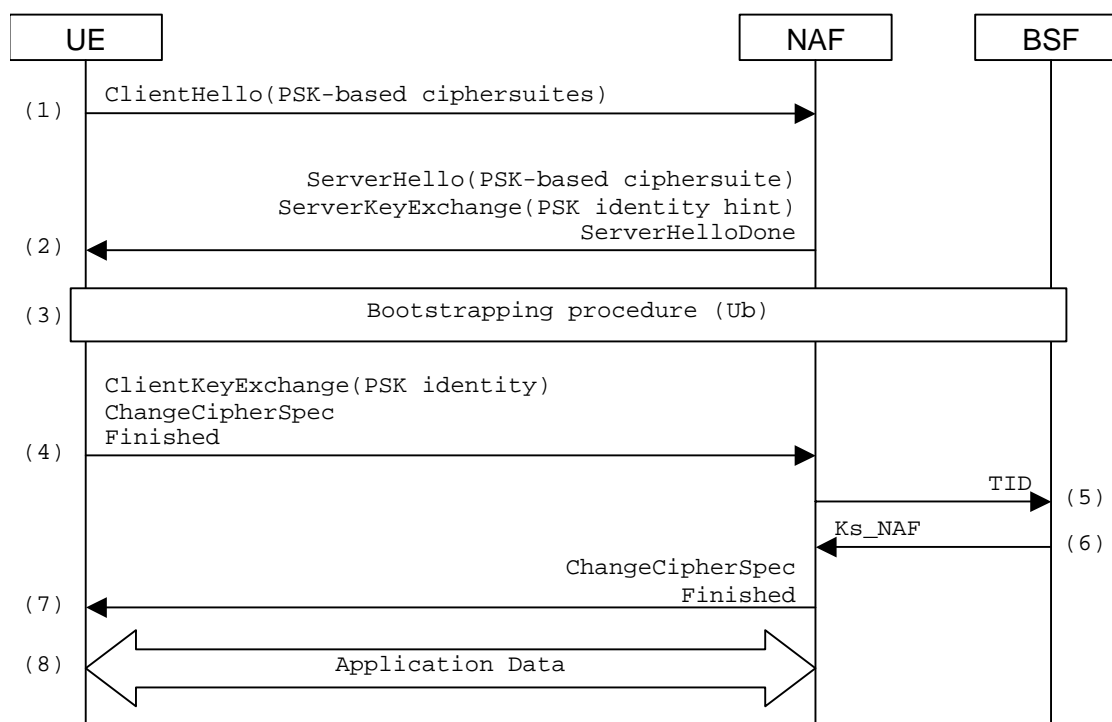 UE
NAF
BSF
(1)
ClientHello(PSK-based ciphersuites)
ServerHello(PSK-based ciphersuite)
ServerKeyExchange(PSK identity hint)
ServerHelloDone
(2)
(3)
Bootstrapping procedure (Ub)
ClientKeyExchange(PSK identity)
ChangeCipherSpec
Finished
(4)
TID
(5)
Ks_NAF
(6)
ChangeCipherSpec
Finished
(7)
(8)
Application Data